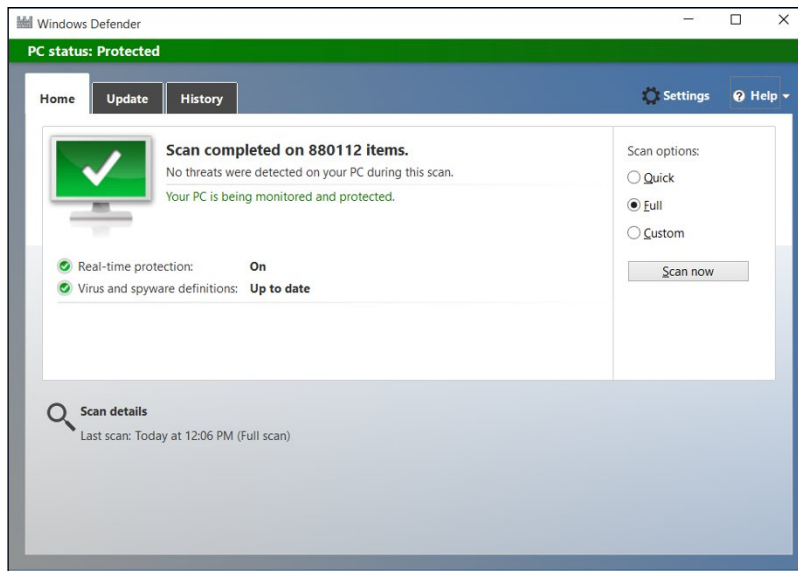 Windows Defender
PC status: Protected
Home
Update
History
Settings
Help
Scan completed on 880112 items.
No threats were detected on your PC during this scan.
Your PC is being monitored and protected.
Real-time protection: On
Virus and spyware definitions: Up to date
Scan options:
Quick
Full
Custom
Scan now
Scan details
Last scan: Today at 12:06 PM (Full scan)